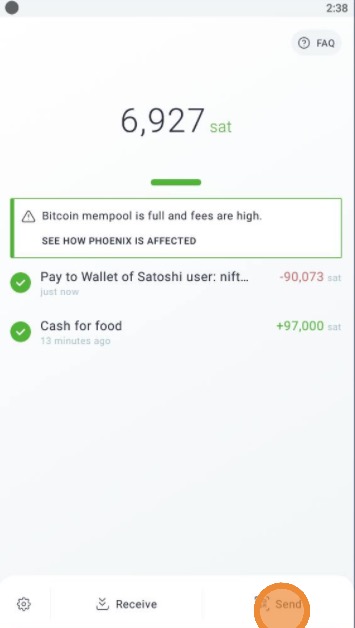 2:38
FAQ
6,927 sat
Bitcoin mempool is full and fees are high.
SEE HOW PHOENIX IS AFFECTED
Pay to Wallet of Satoshi user: nift... -90,073 sat
just now
Cash for food +97,000 sat
13 minutes ago
Receive Send